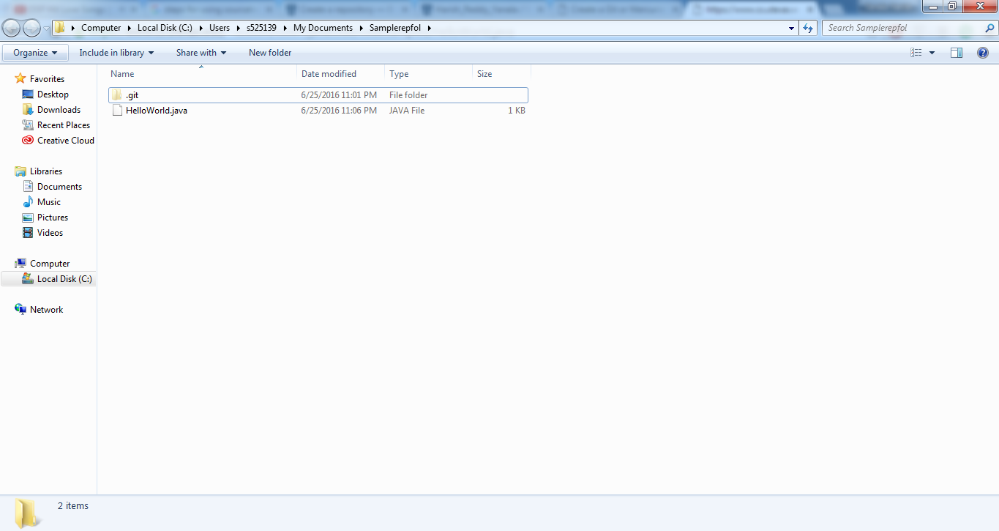 Computer Local Disk (C:) Users s525139 My Documents Samplerepfol Search Samplerepfol
Organize Include in library Share with New folder
Name Date modified Type Size
Favorites
Desktop
Downloads
Recent Places
Creative Cloud
Libraries
Documents
Music
Pictures
Videos
Computer
Local Disk (C:)
Network
.git 6/25/2016 11:01 PM File folder
HelloWorld.java 6/25/2016 11:06 PM JAVA File 1 KB
2 items